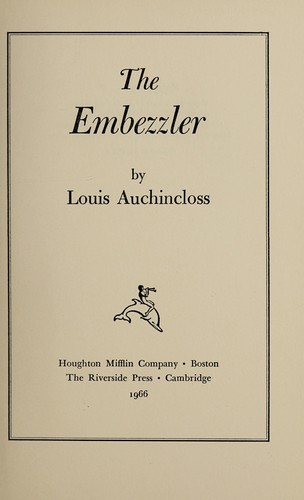 The
Embezzler
by
Louis Auchincloss
Houghton Mifflin Company • Boston
The Riverside Press • Cambridge
1966